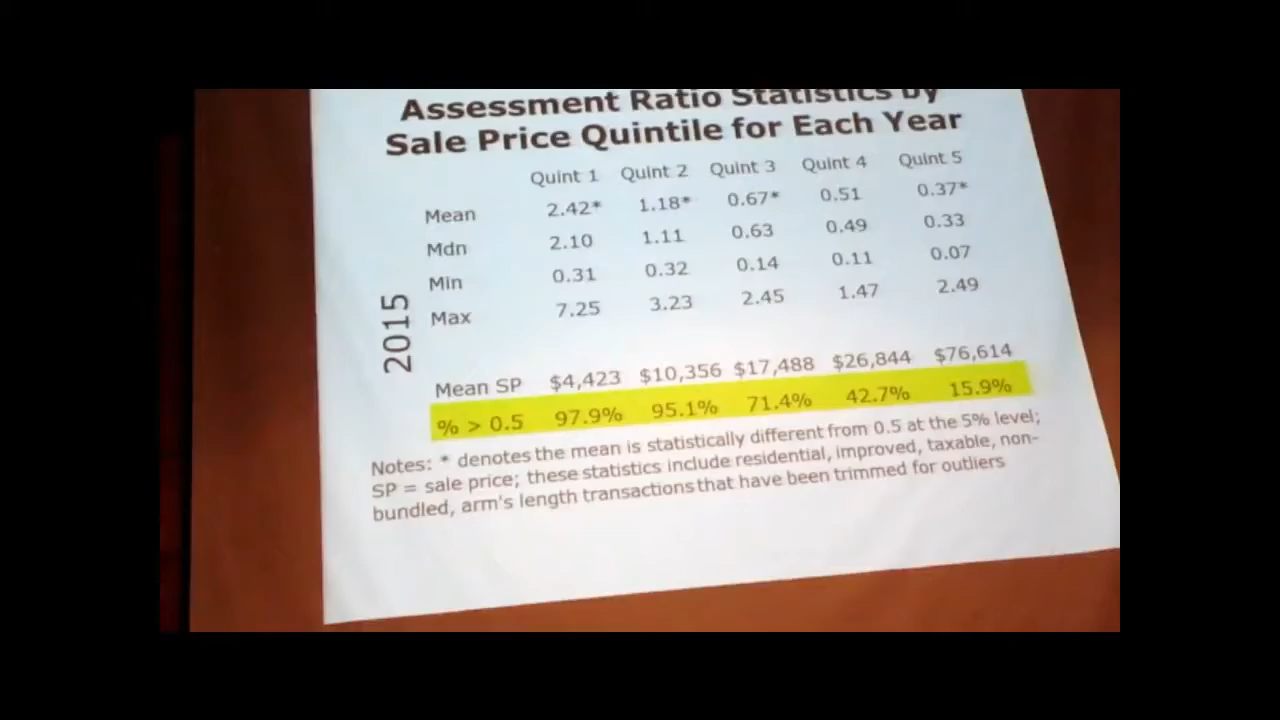 Assessment Ratio Statistics by
Sale Price Quintile for Each Year
Quint 1 Quint 2 Quint 3 Quint 4 Quint 5
Mean 2.42* 1.18* 0.67* 0.51 0.37*
Mdn 2.10 1.11 0.63 0.49 0.33
Min 0.31 0.32 0.14 0.11 0.07
Max 7.25 3.23 2.45 1.47 2.49
2015
Mean SP $4,423 $10,356 $17,488 $26,844 $76,614
% > 0.5 97.9% 95.1% 71.4% 42.7% 15.9%
Notes: * denotes the mean is statistically different from 0.5 at the 5% level;
SP = sale price; these statistics include residential, improved, taxable, non-
bundled, arm's length transactions that have been trimmed for outliers